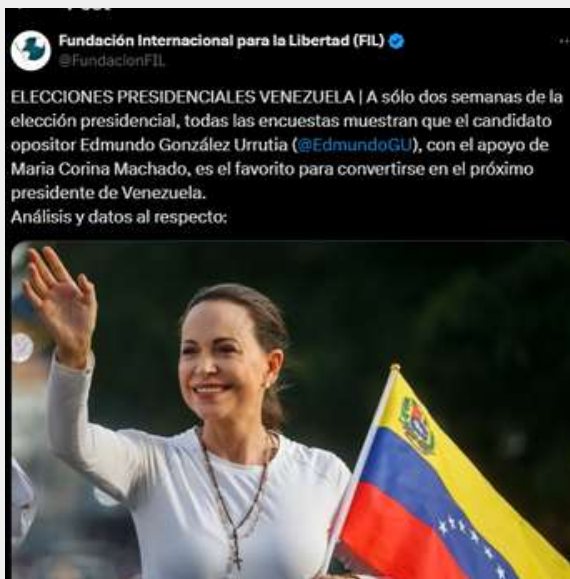 Fundación Internacional para la Libertad (FIL)
@FundacionFIL
ELECCIONES PRESIDENCIALES VENEZUELA | A sólo dos semanas de la
elección presidencial, todas las encuestas muestran que el candidato
opositor Edmundo González Urrutia (@EdmundoGU), con el apoyo de
Maria Corina Machado, es el favorito para convertirse en el próximo
presidente de Venezuela.
Análisis y datos al respecto: